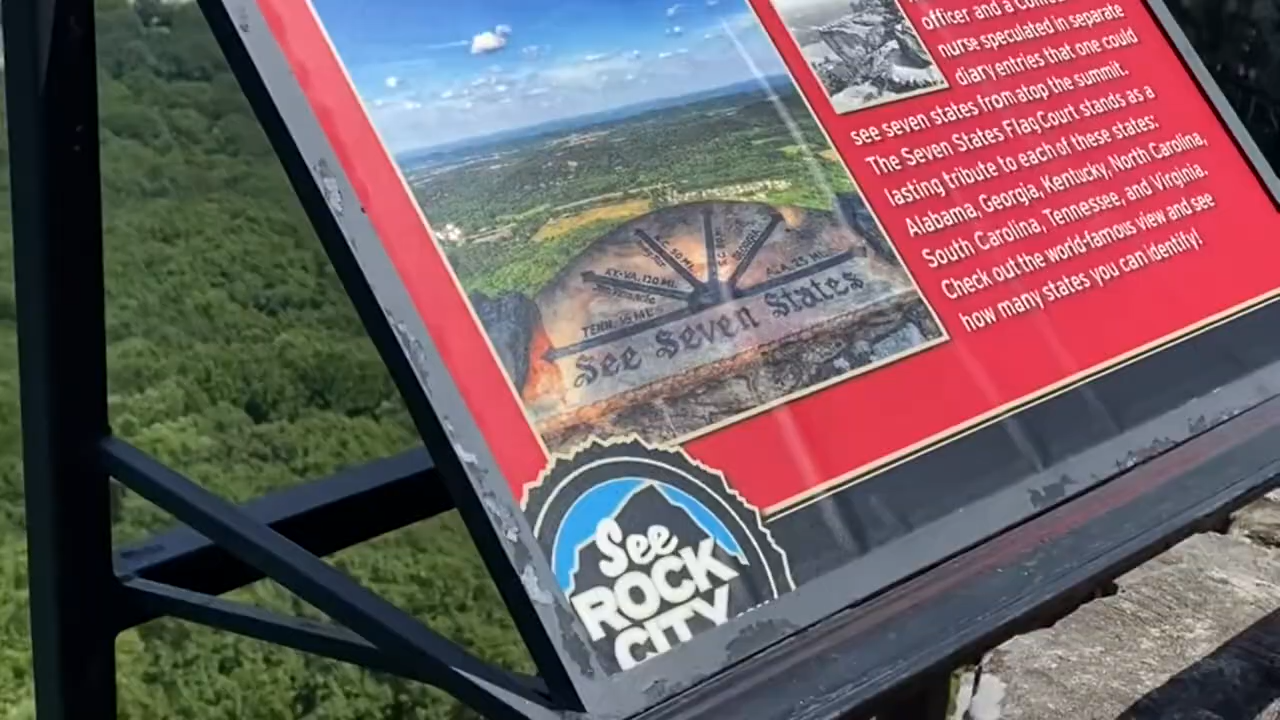 officer and a
nurse speculated in separate
diary entries that one could
see seven states from atop the summit.
The Seven States Flag Court stands as a
lasting tribute to each of these states:
Alabama, Georgia, Kentucky, North Carolina,
South Carolina, Tennessee, and Virginia.
Check out the world-famous view and see
how many states you can identify!
KY-VA. 120 MI.
TENN.
ALA. 25 MI.
See Seven States
See
ROCK
CITY